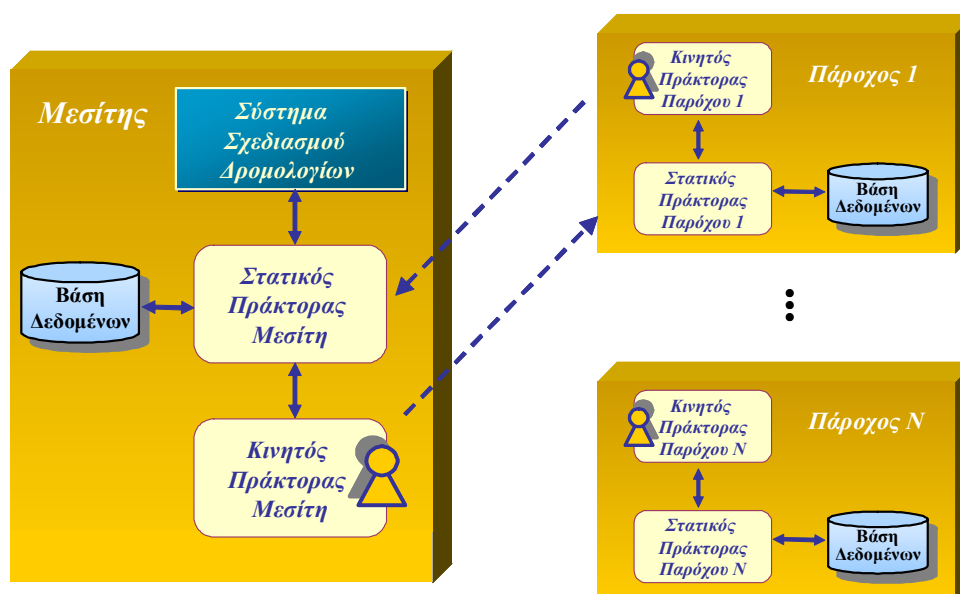 Μεσίτης
Σύστημα
Σχεδιασμού
Δρομολογίων
Στατικός
Πράκτορας
Μεσίτη
Βάση
Δεδομένων
Κινητός
Πράκτορας
Μεσίτη
Πάροχος 1
Κινητός
Πράκτορας
Παρόχου 1
Στατικός
Πράκτορας
Παρόχου 1
Βάση
Δεδομένων
Πάροχος Ν
Κινητός
Πράκτορας
Παρόχου Ν
Στατικός
Πράκτορας
Παρόχου Ν
Βάση
Δεδομένων